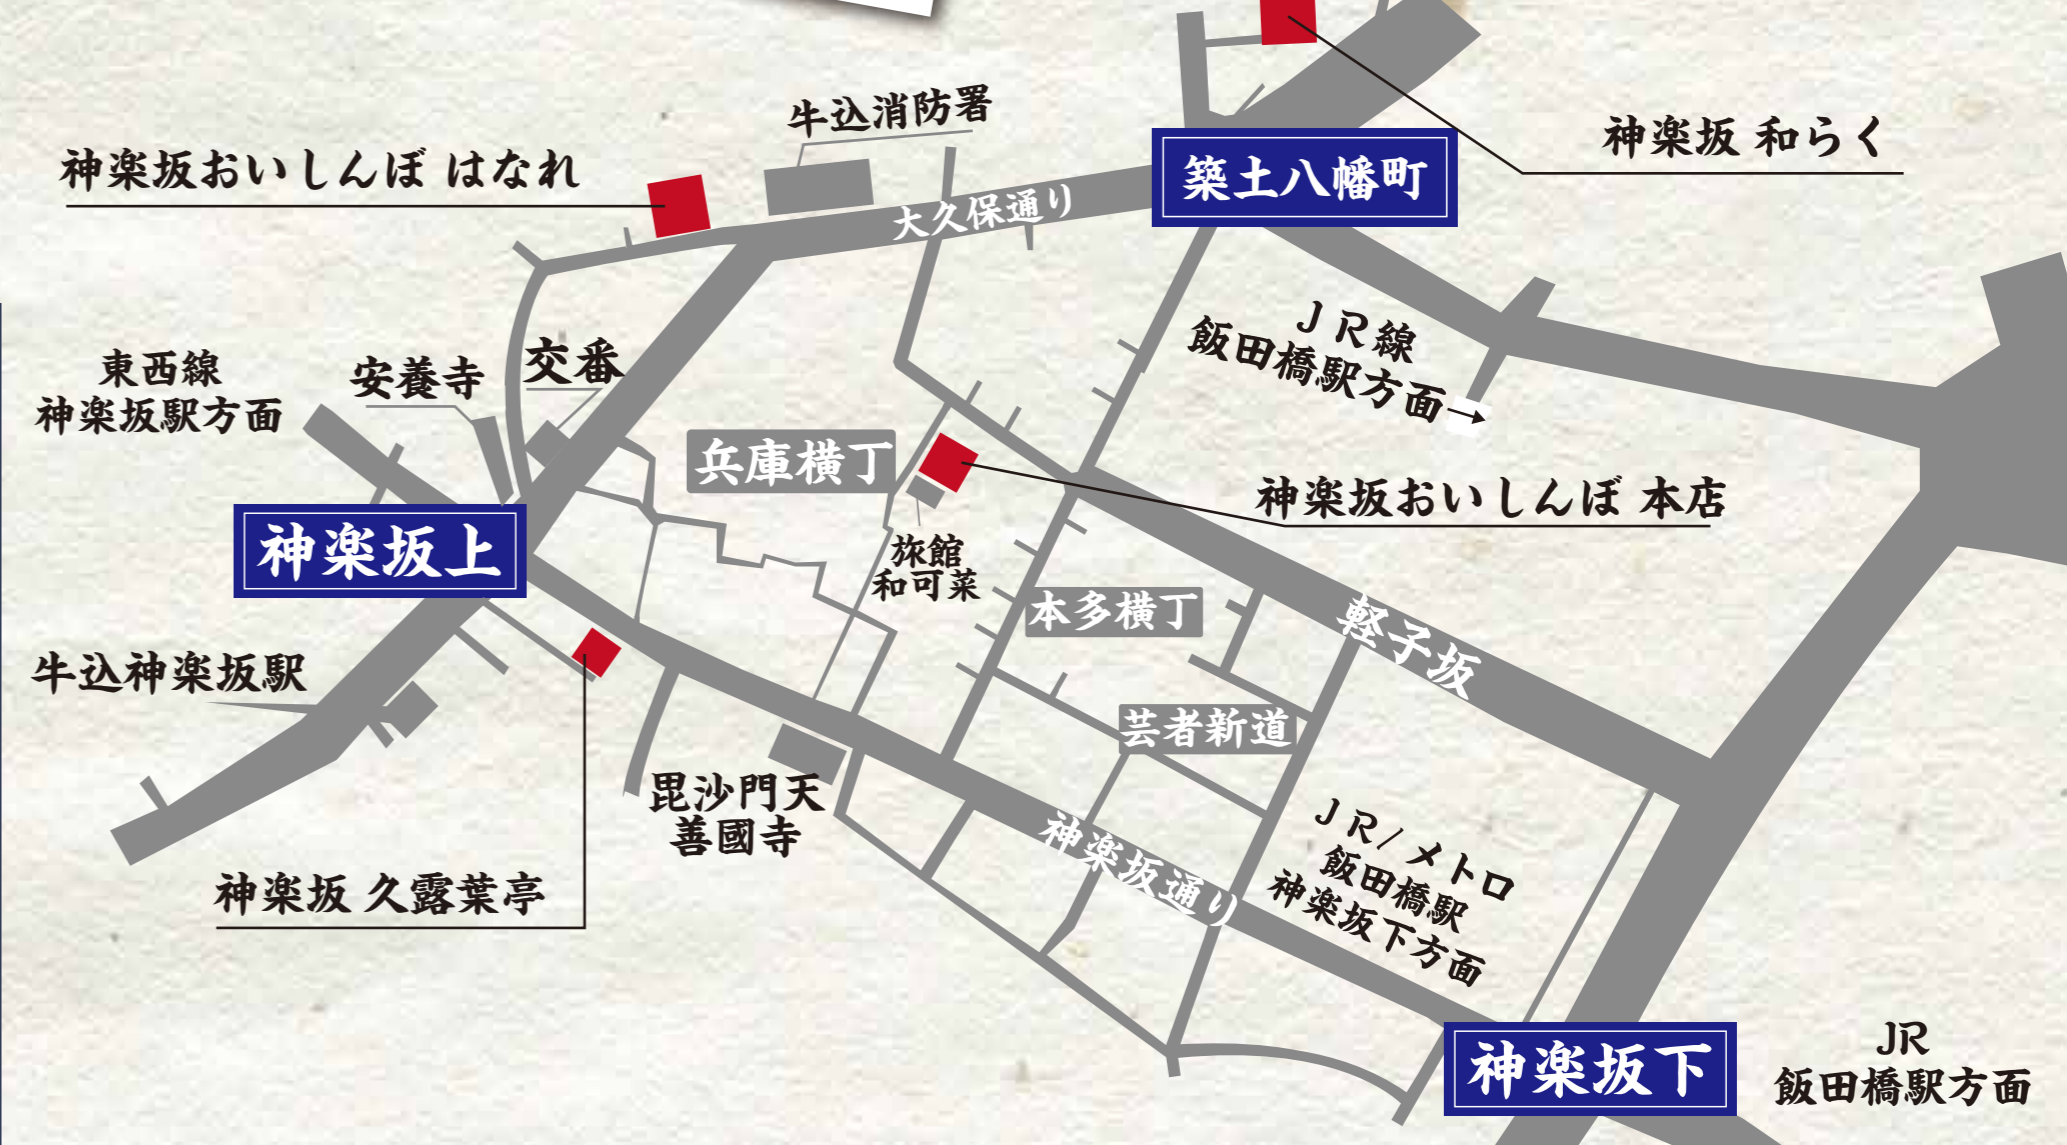 牛込消防署
神楽坂おいしんぼ はなれ
神楽坂 和らく
築土八幡町
大久保通り
JR線
飯田橋駅方面→
東西線
神楽坂駅方面
安養寺
交番
兵庫横丁
神楽坂おいしんぼ 本店
神楽坂上
旅館
和可菜
本多横丁
軽子坂
牛込神楽坂駅
芸者新道
毘沙門天
善國寺
神楽坂通り
JR/メトロ
飯田橋駅
神楽坂下方面
神楽坂 久露葉亭
神楽坂下
JR
飯田橋駅方面